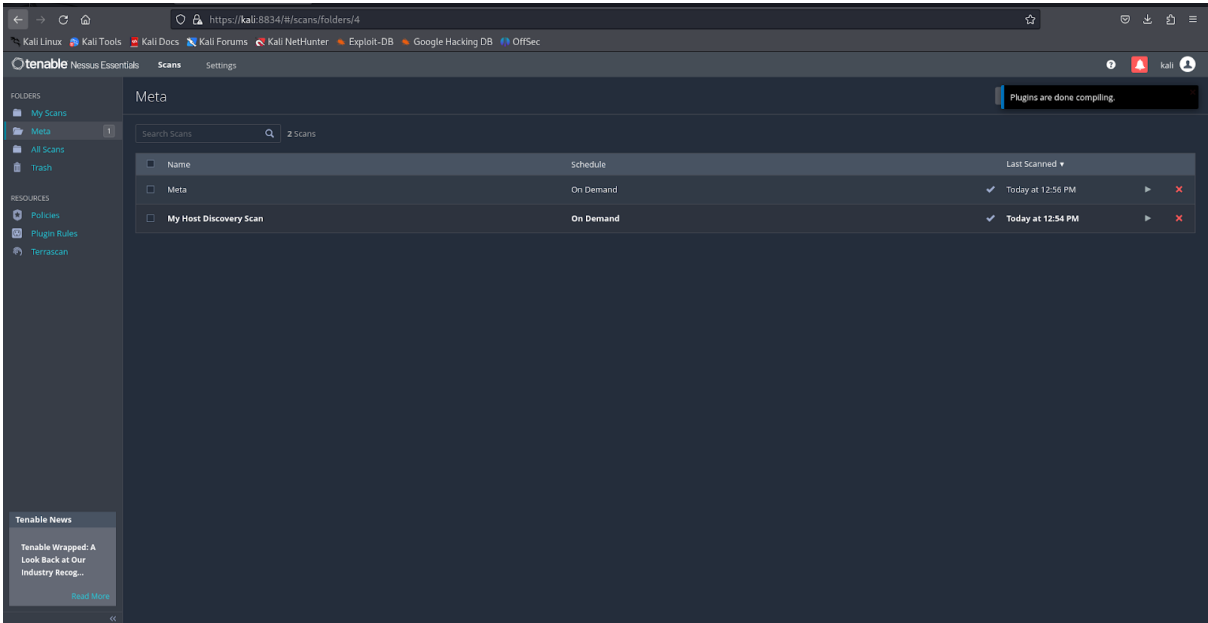 https://kali:8834/#/scans/folders/4
Kali Linux Kali Tools Kali Docs Kali Forums Kali NetHunter Exploit-DB Google Hacking DB OffSec
tenable Nessus Essentials Scans Settings kali
FOLDERS
My Scans
Meta 1
All Scans
Trash
RESOURCES
Policies
Plugin Rules
Terrascan
Tenable News
Tenable Wrapped: A
Look Back at Our
Industry Recog...
Read More
Meta
Plugins are done compiling.
Search Scans 2 Scans
Name Schedule Last Scanned
Meta On Demand Today at 12:56 PM
My Host Discovery Scan On Demand Today at 12:54 PM